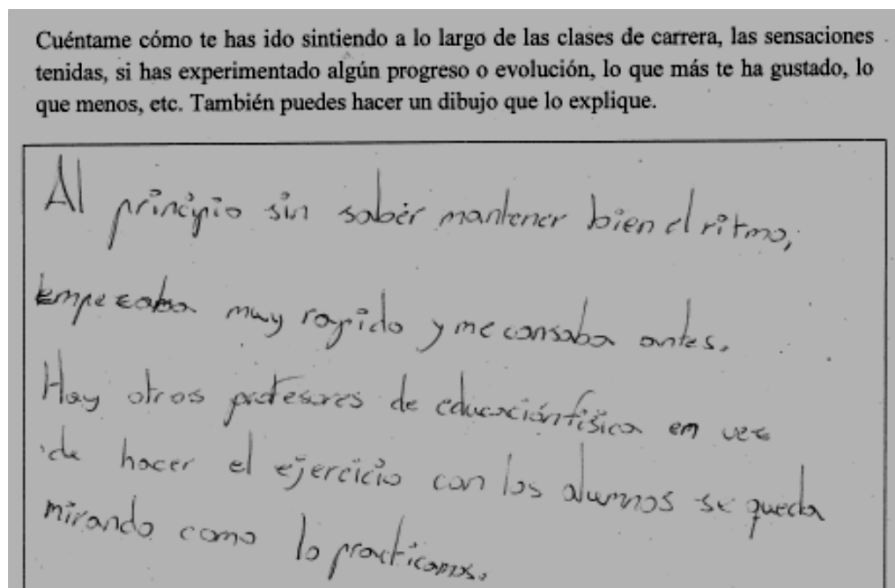 Cuéntame cómo te has ido sintiendo a lo largo de las clases de carrera, las sensaciones
tenidas, si has experimentado algún progreso o evolución, lo que más te ha gustado, lo
que menos, etc. También puedes hacer un dibujo que lo explique.
Al principio sin saber mantener bien el ritmo,
empezaba muy rapido y me cansaba antes.
Hay otros profesores de educación física en vez
de hacer el ejercicio con los alumnos se queda
mirando como lo practicamos.